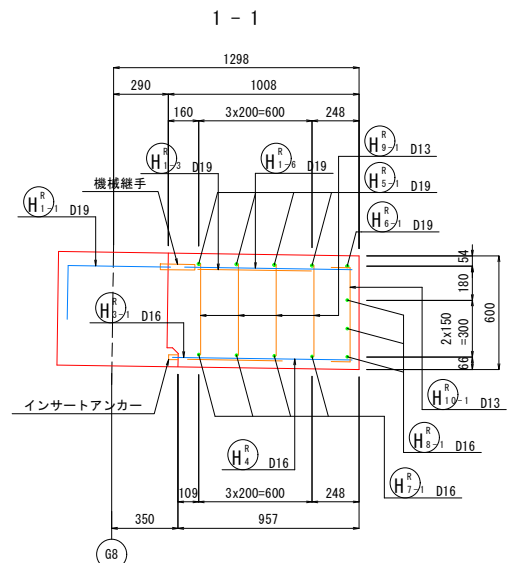 1 - 1
1298
290 1008
160 3x200=600 248
H R 9-1 D13
H R 1-3 D19
H R 1-6 D19
H R 5-1 D19
機械継手
H R 1-1 D19
H R 6-1 D19
54
180
2x150
=300
66
600
H R 3-1 D16
インサートアンカー
H R 10-1 D13
H R 4 D16
H R 8-1 D16
H R 7-1 D16
109 3x200=600 248
350 957
G8